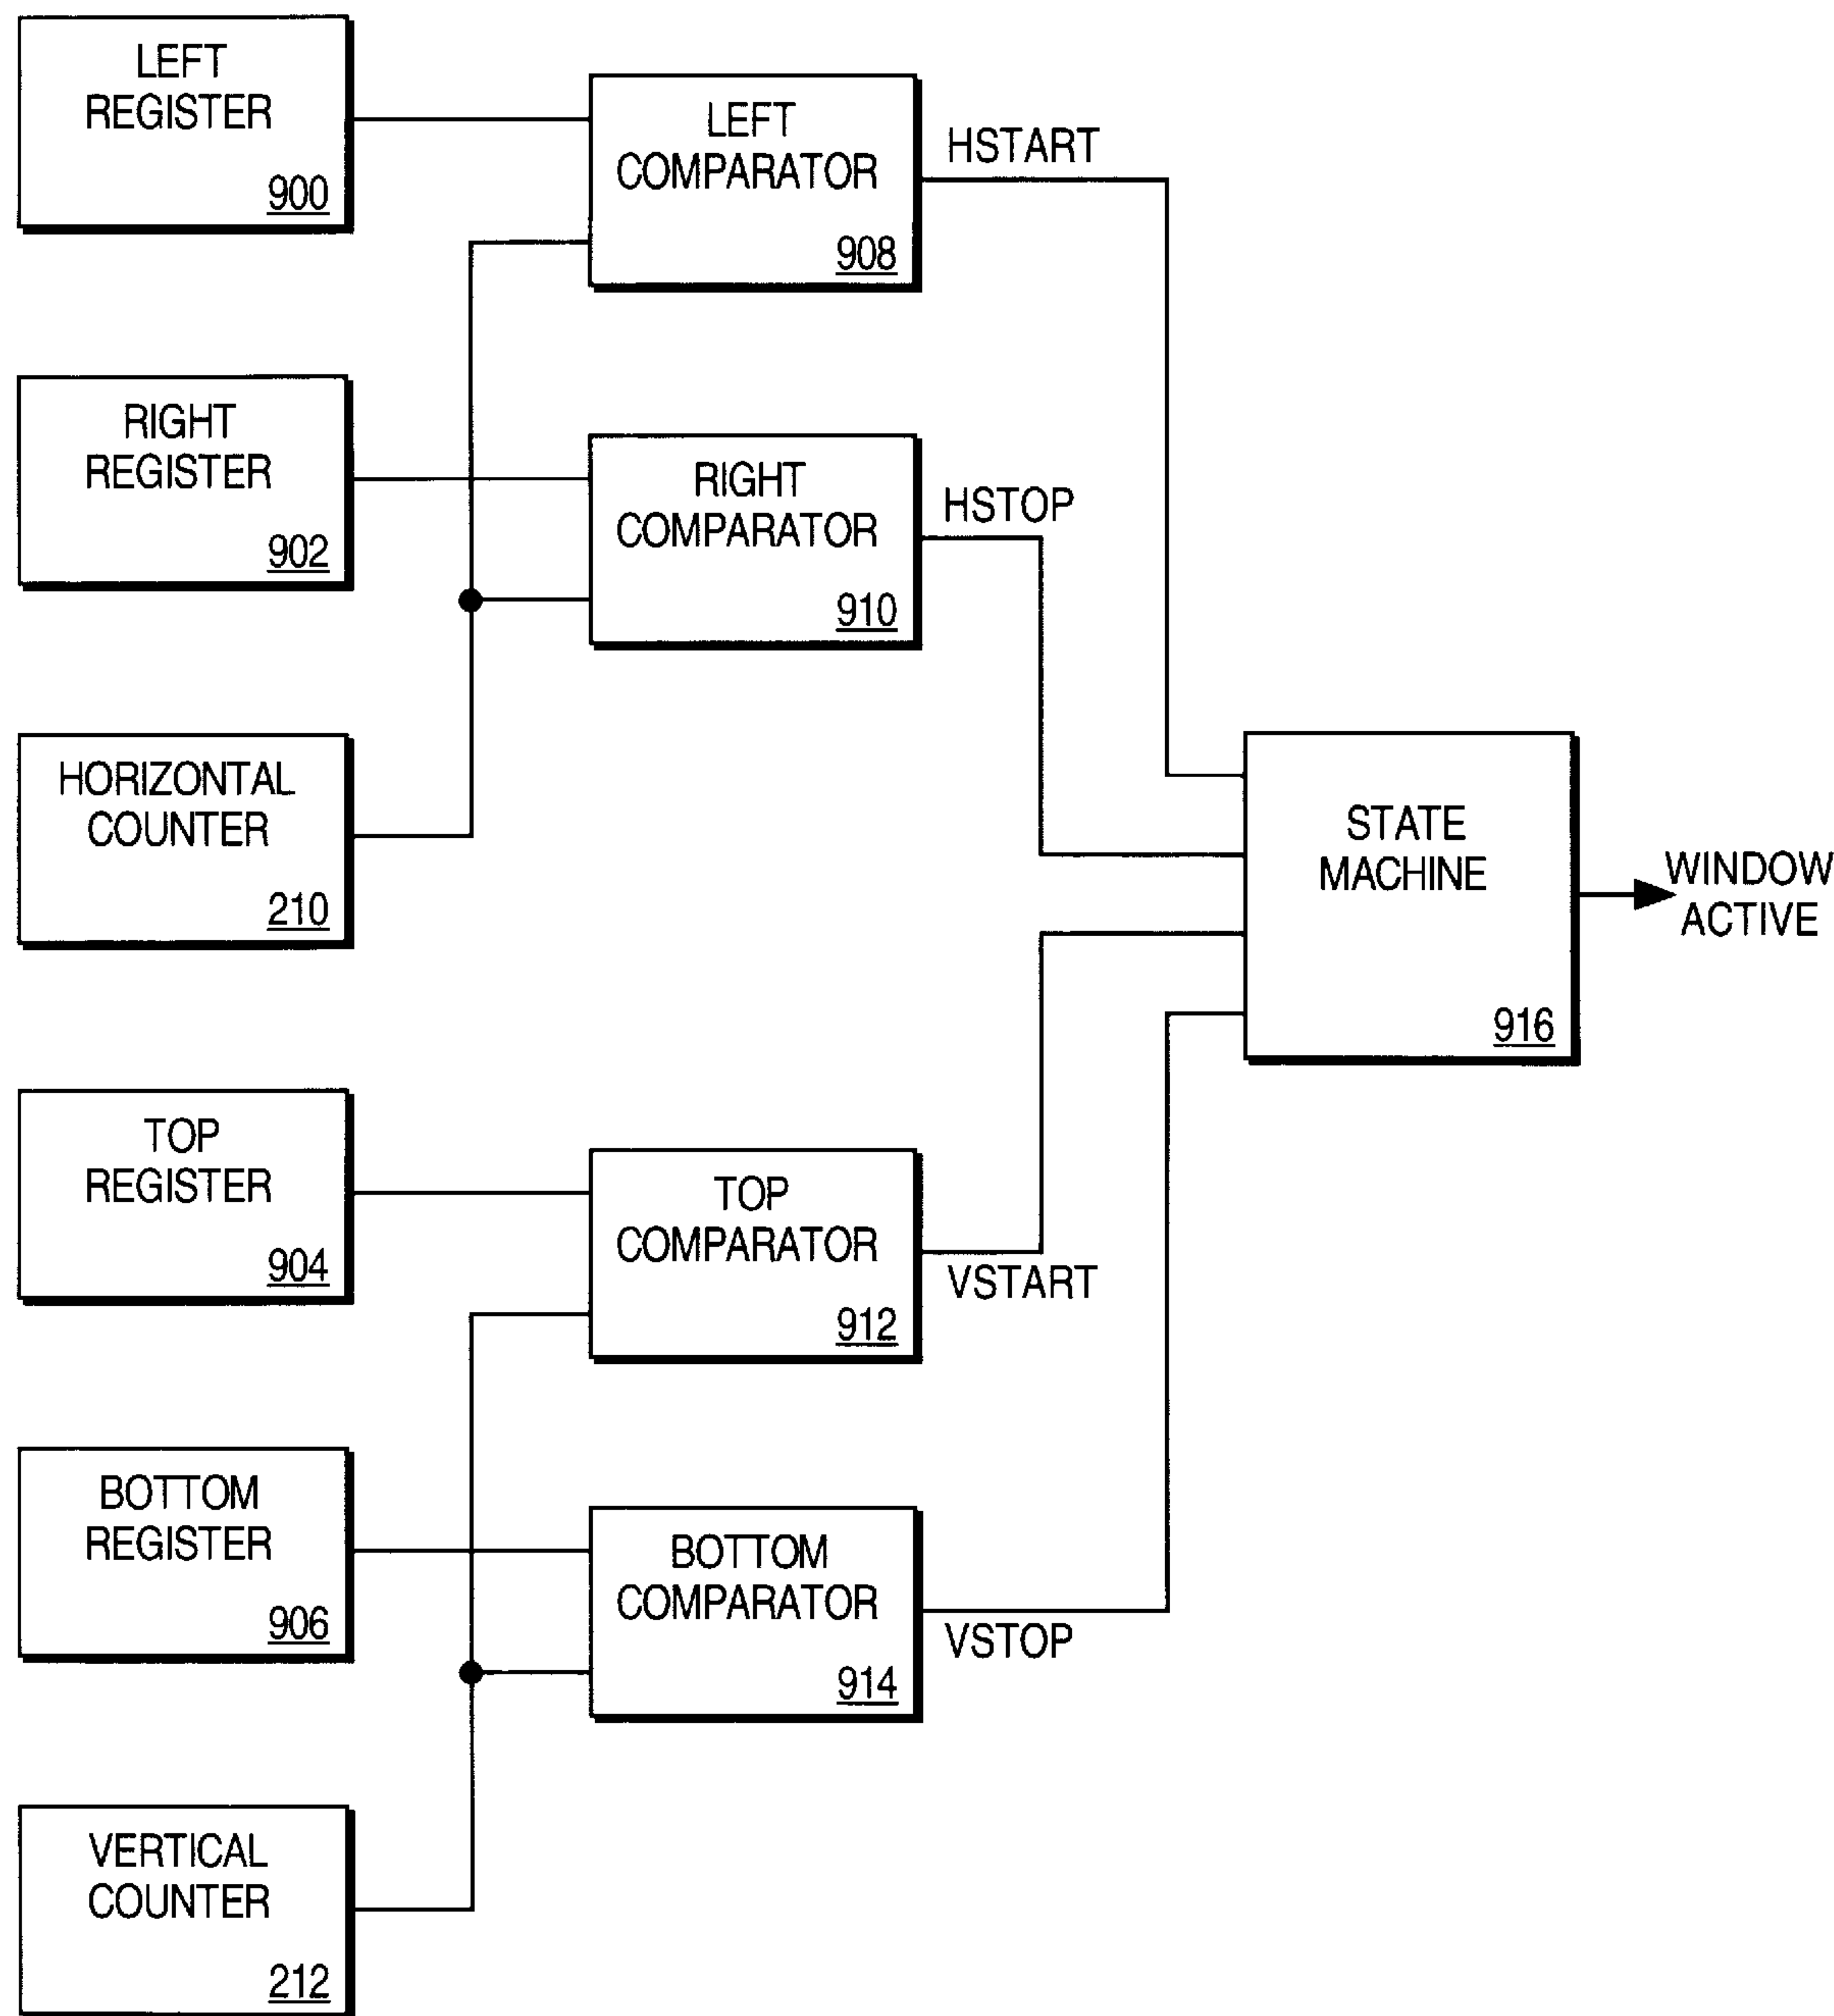 LEFT
REGISTER
900
LEFT
COMPARATOR
908
HSTART
RIGHT
REGISTER
902
RIGHT
COMPARATOR
910
HSTOP
HORIZONTAL
COUNTER
210
STATE
MACHINE
916
WINDOW
ACTIVE
TOP
REGISTER
904
TOP
COMPARATOR
912
VSTART
BOTTOM
REGISTER
906
BOTTOM
COMPARATOR
914
VSTOP
VERTICAL
COUNTER
212